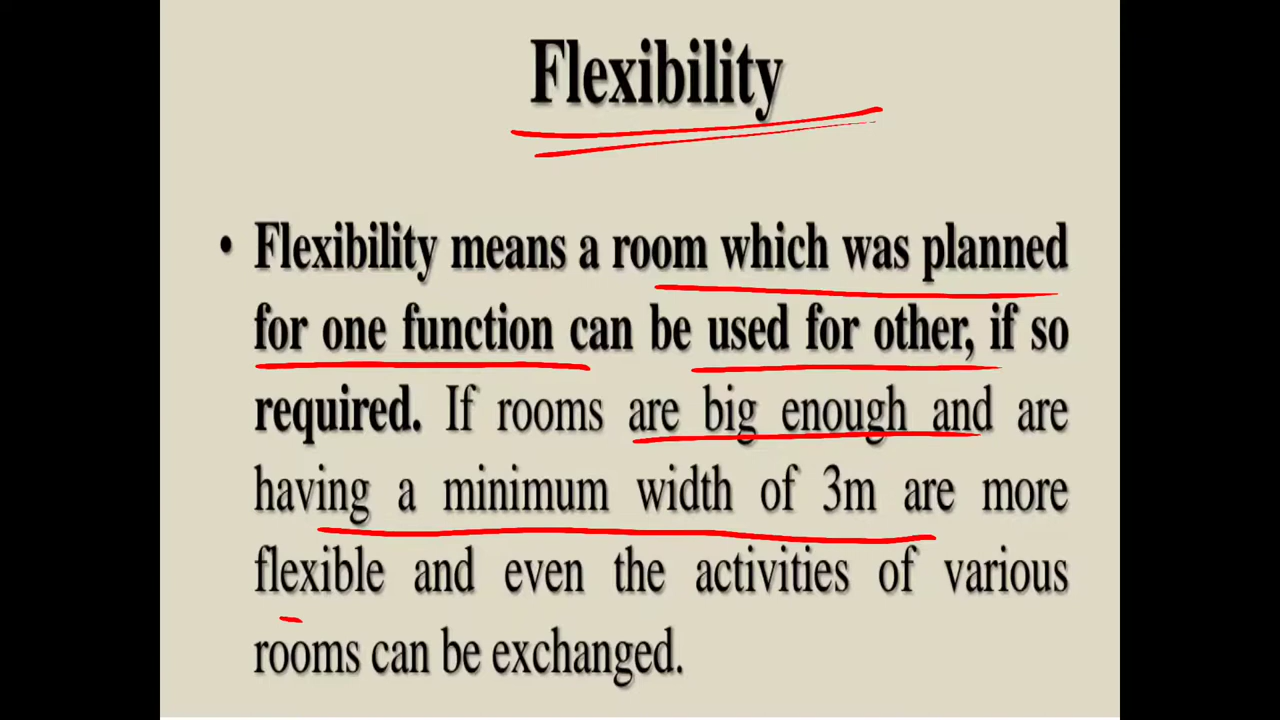 Flexibility
• Flexibility means a room which was planned
for one function can be used for other, if so
required. If rooms are big enough and are
having a minimum width of 3m are more
flexible and even the activities of various
rooms can be exchanged.